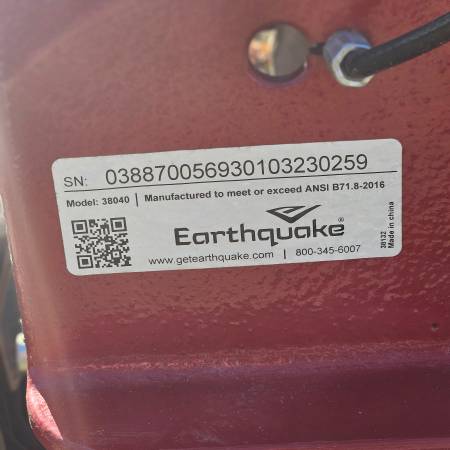 SN: 038870056930103230259
Model: 38040 | Manufactured to meet or exceed ANSI B71.8-2016
Earthquake®
www.getearthquake.com | 800-345-6007
38132
Made in china